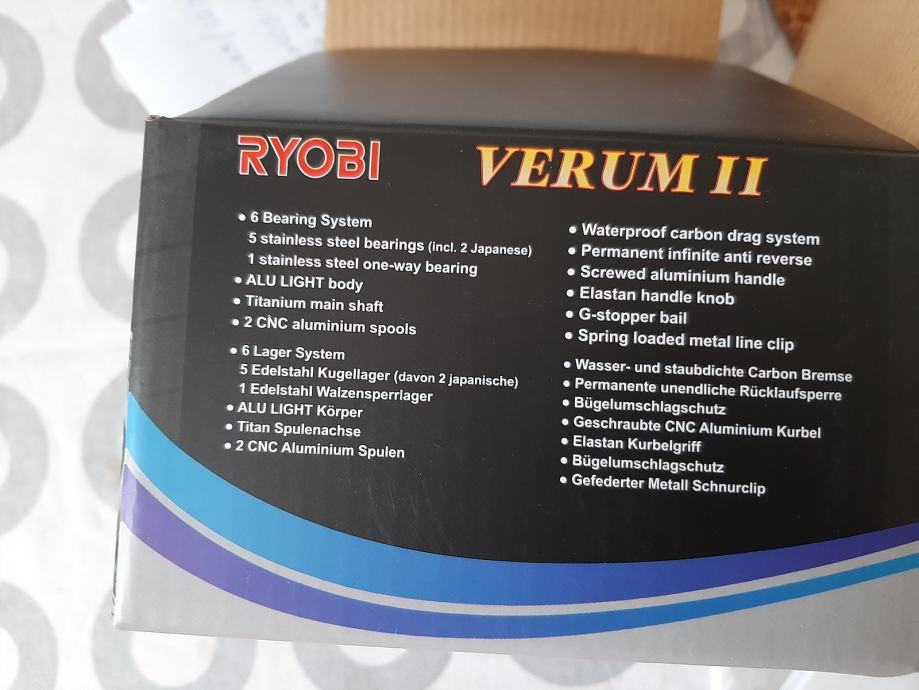 RYOBI
VERUM II
• 6 Bearing System
5 stainless steel bearings (incl. 2 Japanese)
1 stainless steel one-way bearing
• ALU LIGHT body
• Titanium main shaft
• 2 CNC aluminium spools
• 6 Lager System
5 Edelstahl Kugellager (davon 2 japanische)
1 Edelstahl Walzensperrlager
• ALU LIGHT Körper
• Titan Spulenachse
• 2 CNC Aluminium Spulen
• Waterproof carbon drag system
• Permanent infinite anti reverse
• Screwed aluminium handle
• Elastan handle knob
• G-stopper bail
• Spring loaded metal line clip
• Wasser- und staubdichte Carbon Bremse
• Permanente unendliche Rücklaufsperre
• Bügelumschlagschutz
• Geschraubte CNC Aluminium Kurbel
• Elastan Kurbelgriff
• Bügelumschlagschutz
• Gefederter Metall Schnurclip